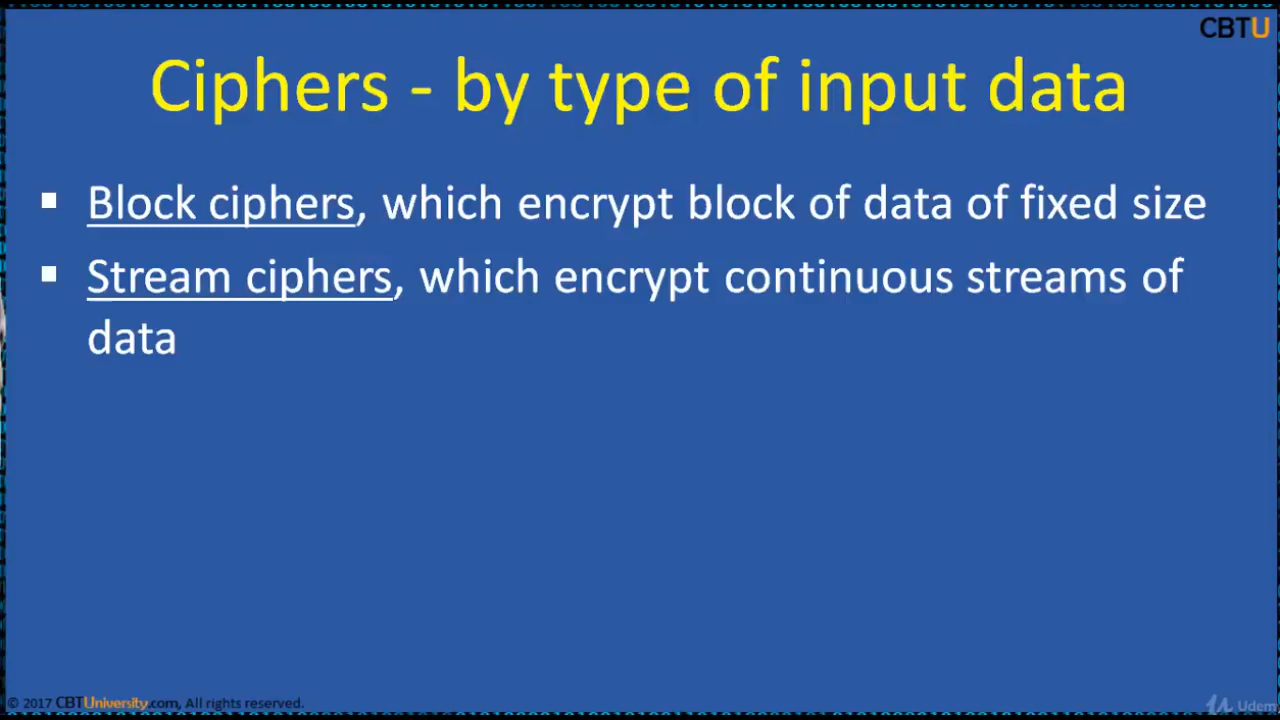 CBTU
Ciphers - by type of input data
▪ Block ciphers, which encrypt block of data of fixed size
▪ Stream ciphers, which encrypt continuous streams of
data
© 2017 CBTUniversity.com, All rights reserved.
Udem